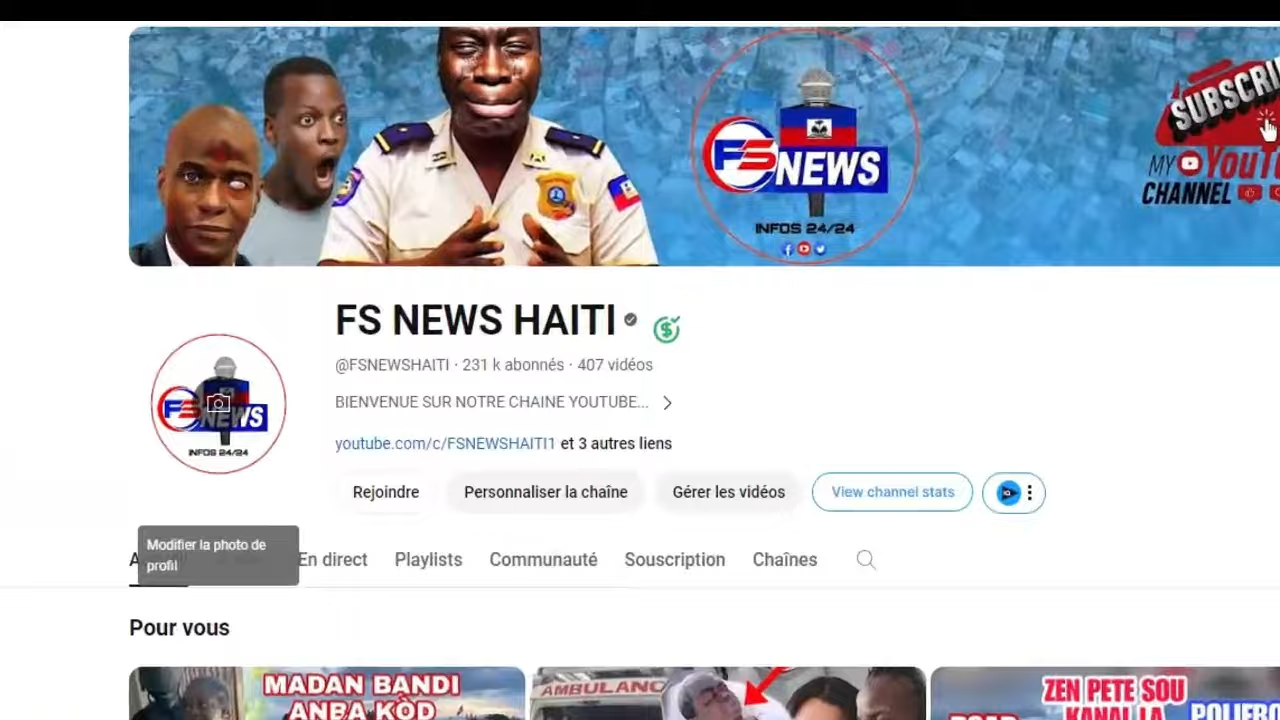 SUBSCRI
FS NEWS
MY YouTu
CHANNEL
INFOS 24/24
FS NEWS HAITI
@FSNEWSHAITI · 231 k abonnés · 407 vidéos
BIENVENUE SUR NOTRE CHAINE YOUTUBE...
FS NEWS
youtube.com/c/FSNEWSHAITI1 et 3 autres liens
INFOS 24/24
Rejoindre
Personnaliser la chaîne
Gérer les vidéos
View channel stats
Modifier la photo de
profil
En direct
Playlists
Communauté
Souscription
Chaînes
Pour vous
MADAN BANDI
ANBA KÒD
AMBULANC
ZEN PETE SOU
KANAL LA